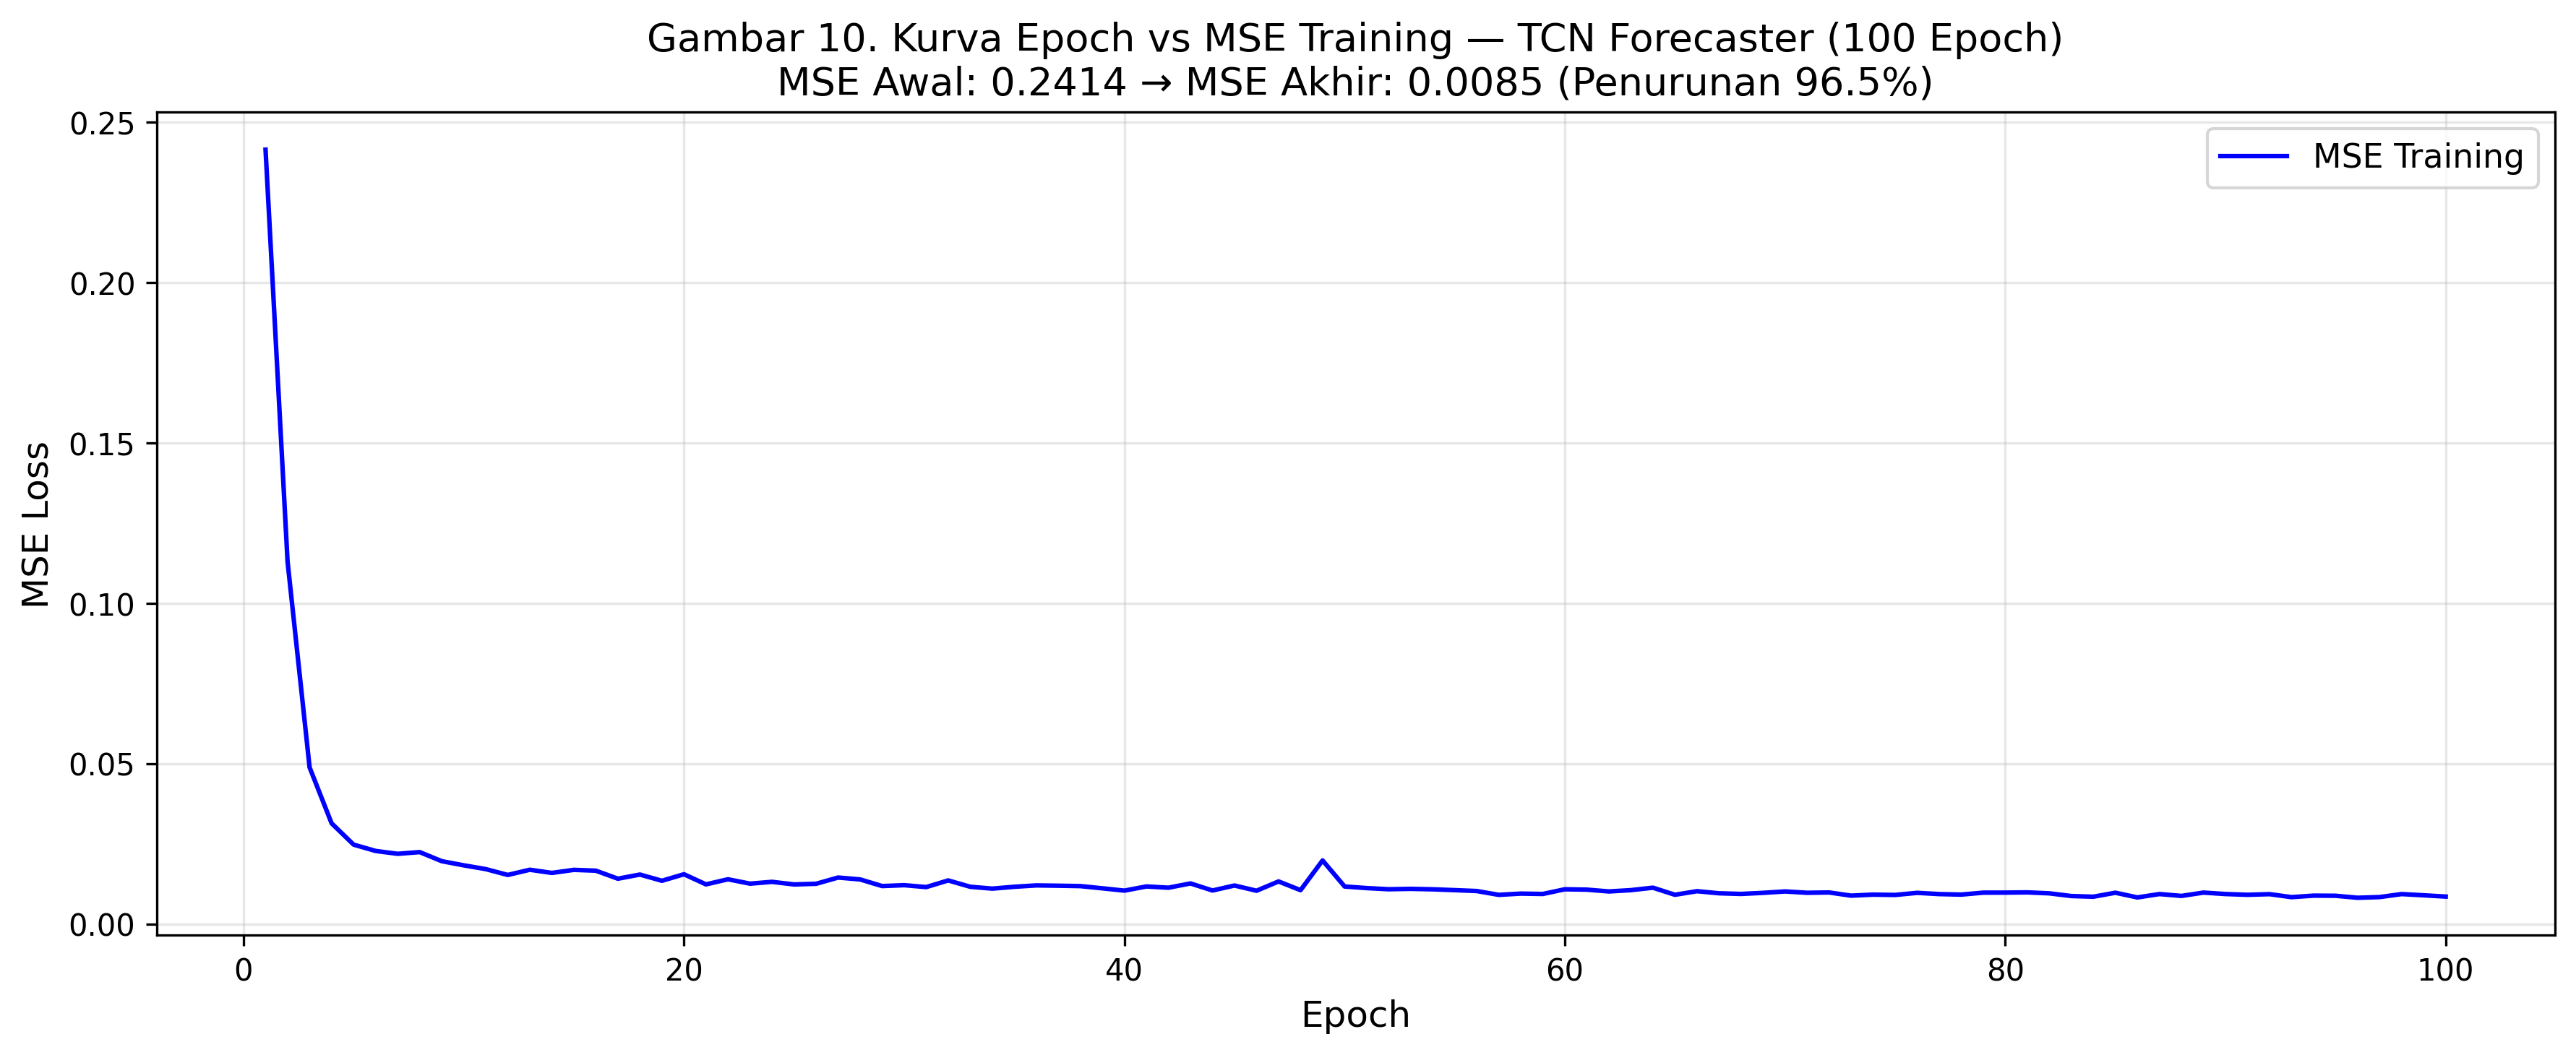 Gambar 10. Kurva Epoch vs MSE Training — TCN Forecaster (100 Epoch)
MSE Awal: 0.2414 → MSE Akhir: 0.0085 (Penurunan 96.5%)
MSE Training
MSE Loss
0.25
0.20
0.15
0.10
0.05
0.00
0
20
40
60
80
100
Epoch